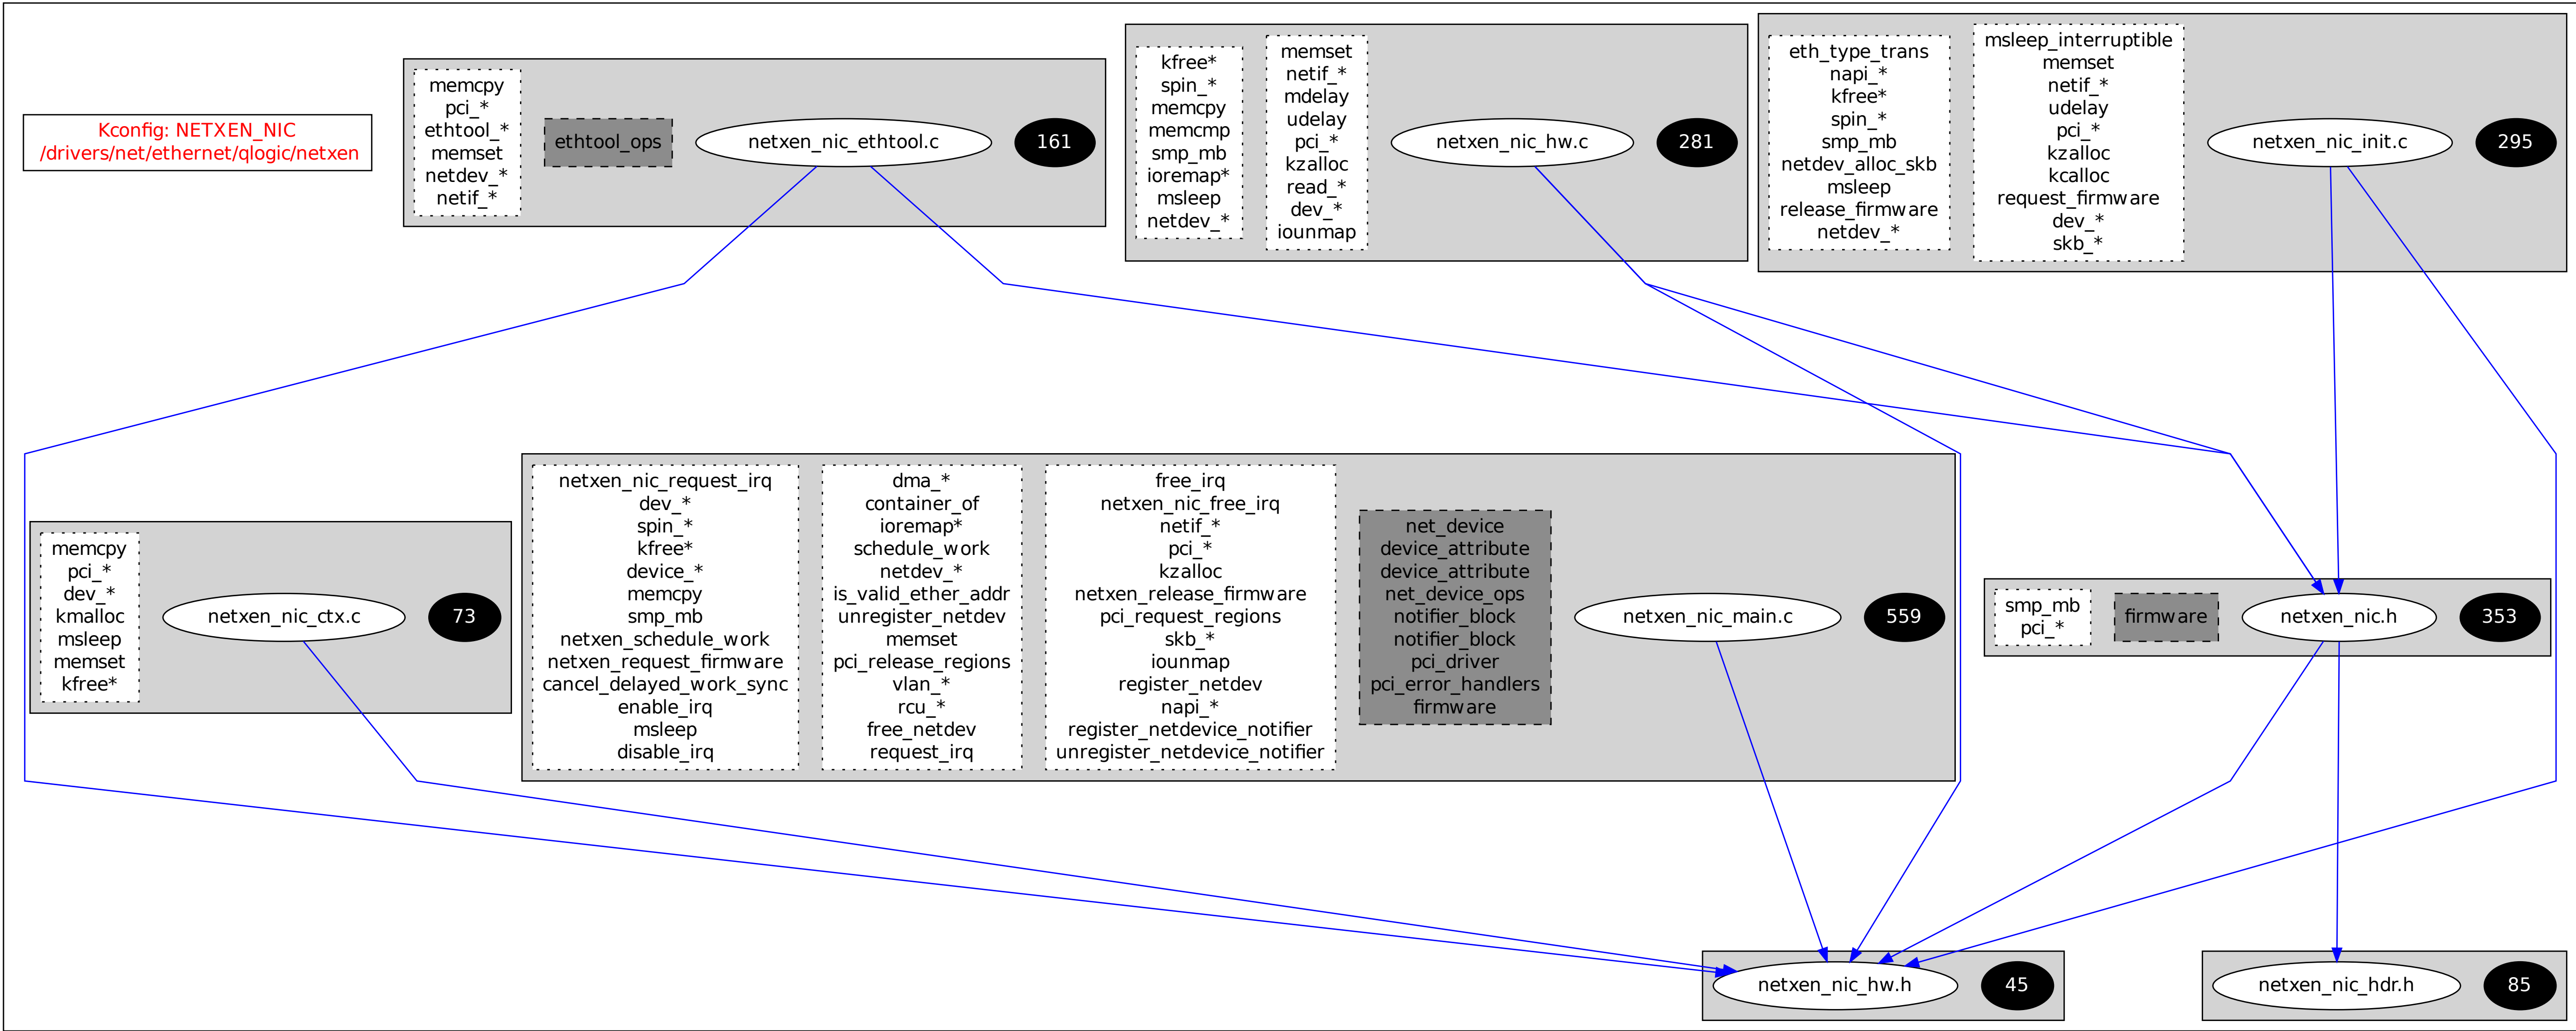 Kconfig: NETXEN_NIC
/drivers/net/ethernet/qlogic/netxen
memcpy
pci_*
ethtool_*
memset
netdev_*
netif_*
ethtool_ops
netxen_nic_ethtool.c
161
kfree*
spin_*
memcpy
memcmp
smp_mb
ioremap*
msleep
netdev_*
memset
netif_*
mdelay
udelay
pci_*
kzalloc
read_*
dev_*
iounmap
netxen_nic_hw.c
281
eth_type_trans
napi_*
kfree*
spin_*
smp_mb
netdev_alloc_skb
msleep
release_firmware
netdev_*
msleep_interruptible
memset
netif_*
udelay
pci_*
kzalloc
kcalloc
request_firmware
dev_*
skb_*
netxen_nic_init.c
295
memcpy
pci_*
dev_*
kmalloc
msleep
memset
kfree*
netxen_nic_ctx.c
73
netxen_nic_request_irq
dev_*
spin_*
kfree*
device_*
memcpy
smp_mb
netxen_schedule_work
netxen_request_firmware
cancel_delayed_work_sync
enable_irq
msleep
disable_irq
dma_*
container_of
ioremap*
schedule_work
netdev_*
is_valid_ether_addr
unregister_netdev
memset
pci_release_regions
vlan_*
rcu_*
free_netdev
request_irq
free_irq
netxen_nic_free_irq
netif_*
pci_*
kzalloc
netxen_release_firmware
pci_request_regions
skb_*
iounmap
register_netdev
napi_*
register_netdevice_notifier
unregister_netdevice_notifier
net_device
device_attribute
device_attribute
net_device_ops
notifier_block
notifier_block
pci_driver
pci_error_handlers
firmware
netxen_nic_main.c
559
smp_mb
pci_*
firmware
netxen_nic.h
353
netxen_nic_hw.h
45
netxen_nic_hdr.h
85